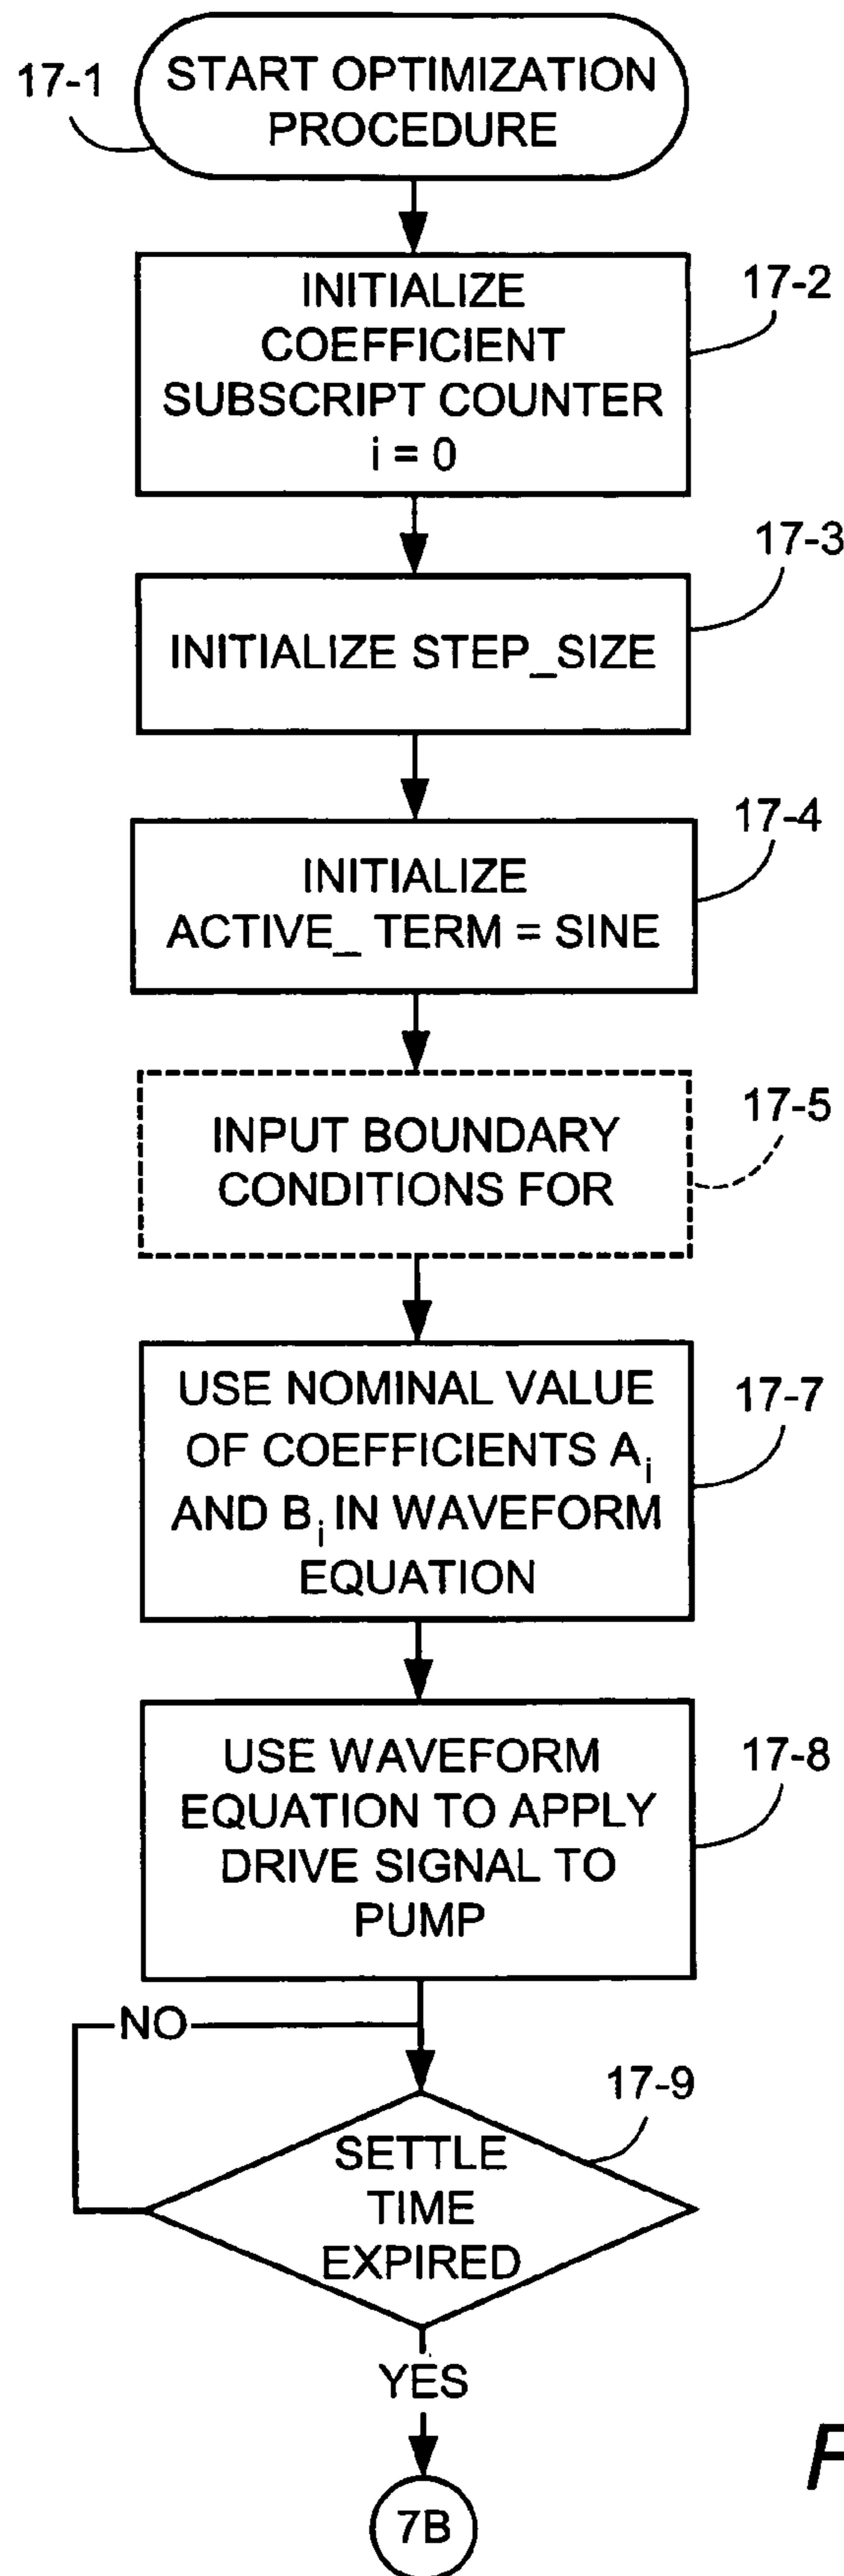 17-1
START OPTIMIZATION
PROCEDURE
17-2
INITIALIZE
COEFFICIENT
SUBSCRIPT COUNTER
i = 0
17-3
INITIALIZE STEP_SIZE
17-4
INITIALIZE
ACTIVE_ TERM = SINE
17-5
INPUT BOUNDARY
CONDITIONS FOR
17-7
USE NOMINAL VALUE
OF COEFFICIENTS Ai
AND Bi IN WAVEFORM
EQUATION
17-8
USE WAVEFORM
EQUATION TO APPLY
DRIVE SIGNAL TO
PUMP
NO
17-9
SETTLE
TIME
EXPIRED
YES
7B